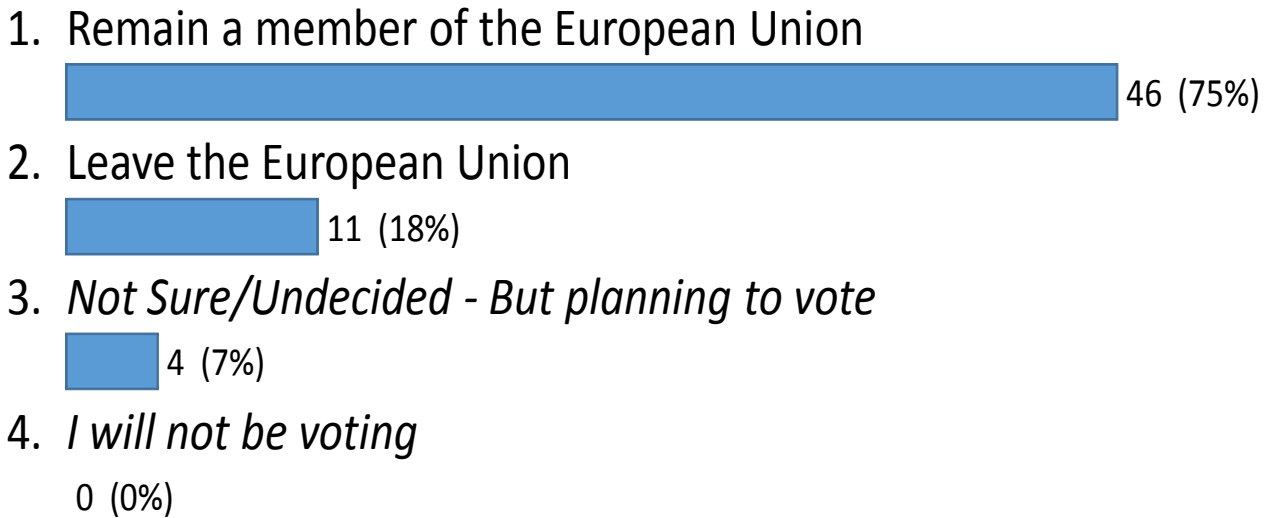 1. Remain a member of the European Union
46 (75%)
2. Leave the European Union
11 (18%)
3. Not Sure/Undecided - But planning to vote
4 (7%)
4. I will not be voting
0 (0%)